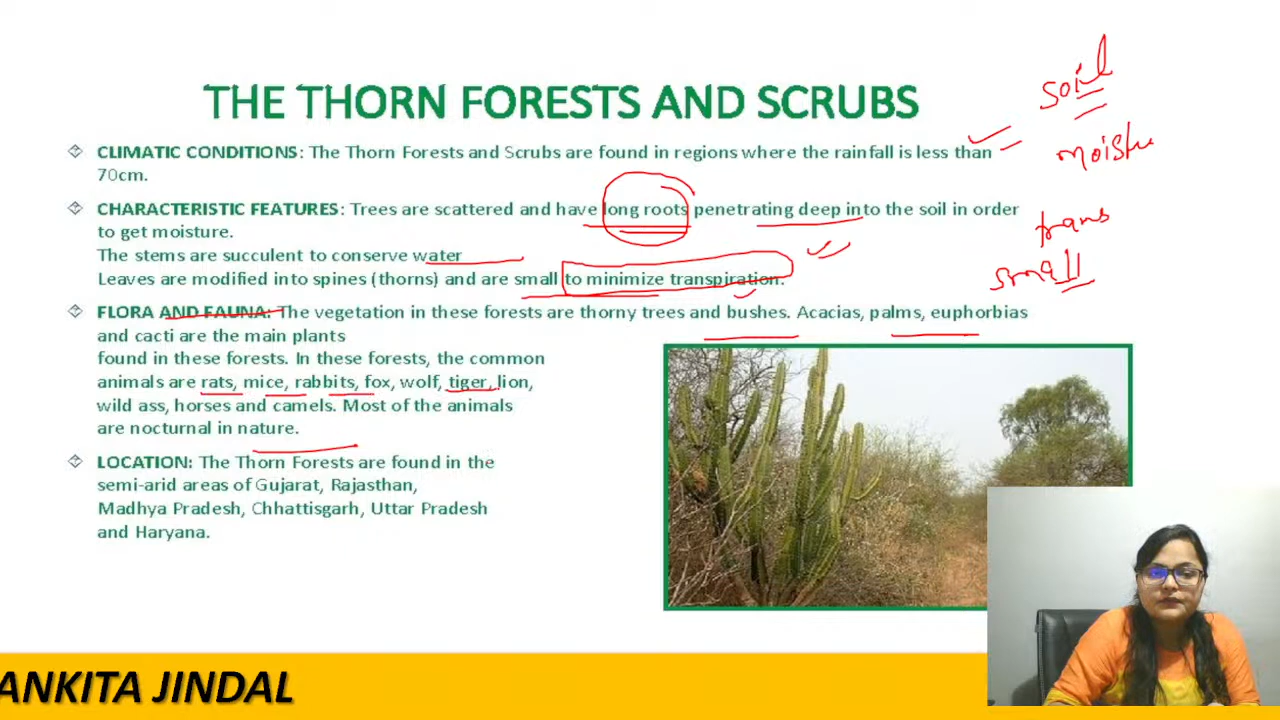 THE THORN FORESTS AND SCRUBS
CLIMATIC CONDITIONS: The Thorn Forests and Scrubs are found in regions where the rainfall is less than
70cm.
CHARACTERISTIC FEATURES: Trees are scattered and have long roots penetrating deep into the soil in order
to get moisture.
The stems are succulent to conserve water
Leaves are modified into spines (thorns) and are small to minimize transpiration.
FLORA AND FAUNA: The vegetation in these forests are thorny trees and bushes. Acacias, palms, euphorbias
and cacti are the main plants
found in these forests. In these forests, the common
animals are rats, mice, rabbits, fox, wolf, tiger, lion,
wild ass, horses and camels. Most of the animals
are nocturnal in nature.
LOCATION: The Thorn Forests are found in the
semi-arid areas of Gujarat, Rajasthan,
Madhya Pradesh, Chhattisgarh, Uttar Pradesh
and Haryana.
soil
trans
small
ANKITA JINDAL